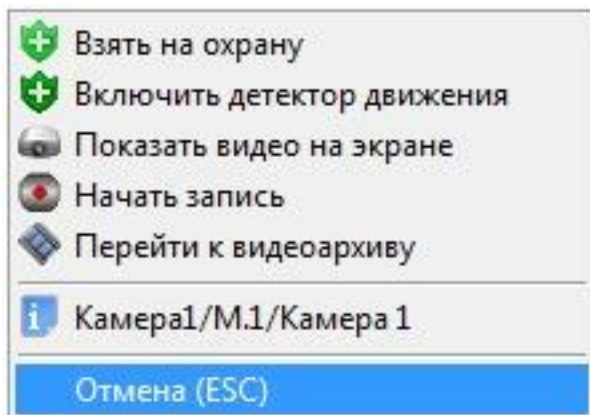 Взять на охрану
Включить детектор движения
Показать видео на экране
Начать запись
Перейти к видеоархиву
Камера1/М.1/Камера 1
Отмена (ESC)